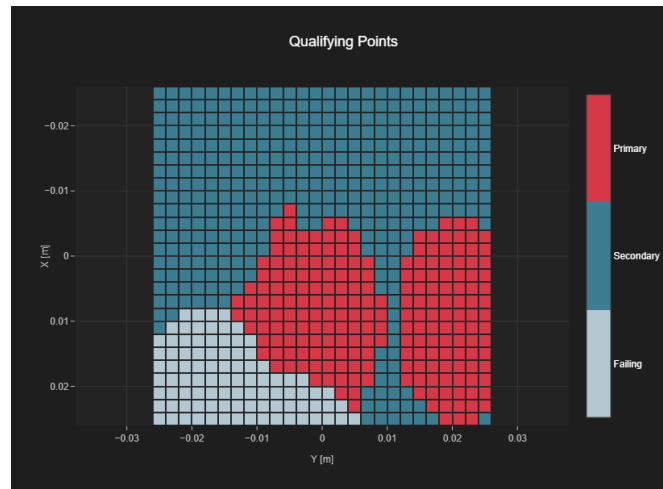 Qualifying Points
−0.02
−0.01
0
0.01
0.02
X [m]
−0.03
−0.02
−0.01
0
0.01
0.02
0.03
Y [m]
Primary
Secondary
Failing